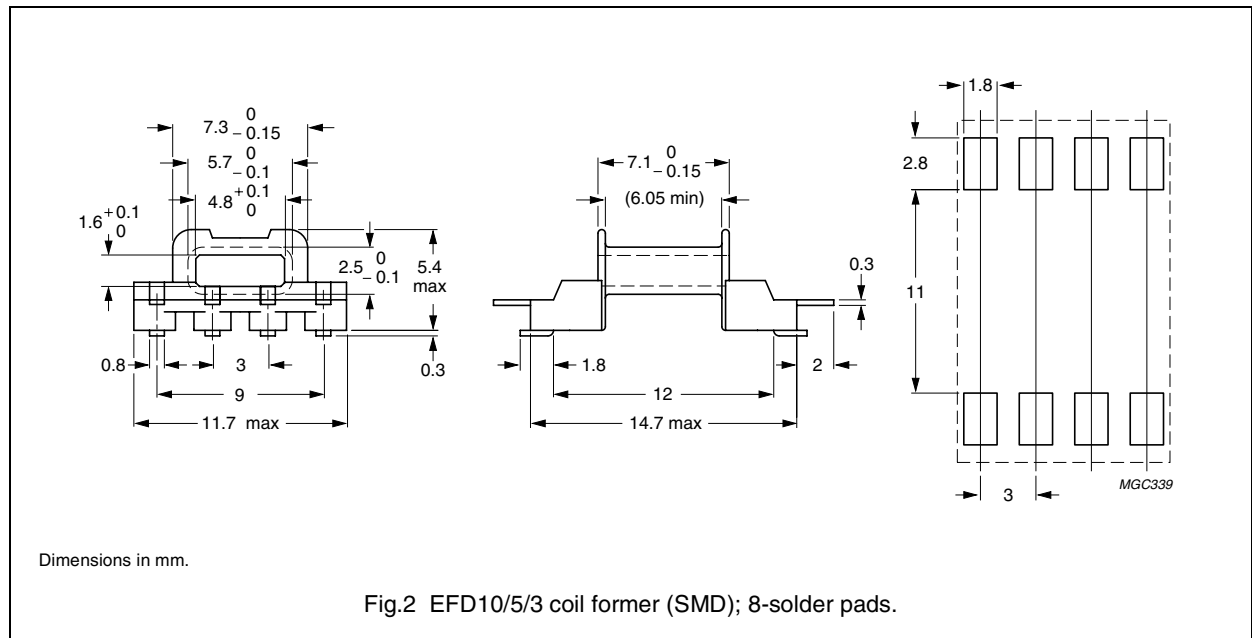 7.3 0 − 0.15
5.7 0 − 0.1
4.8 + 0.1 0
1.6 + 0.1 0
2.5 0 − 0.1
5.4 max
0.8
3
0.3
9
11.7 max
7.1 0 − 0.15
(6.05 min)
0.3
1.8
2
12
14.7 max
1.8
2.8
11
3
MGC339
Dimensions in mm.
Fig.2 EFD10/5/3 coil former (SMD); 8-solder pads.